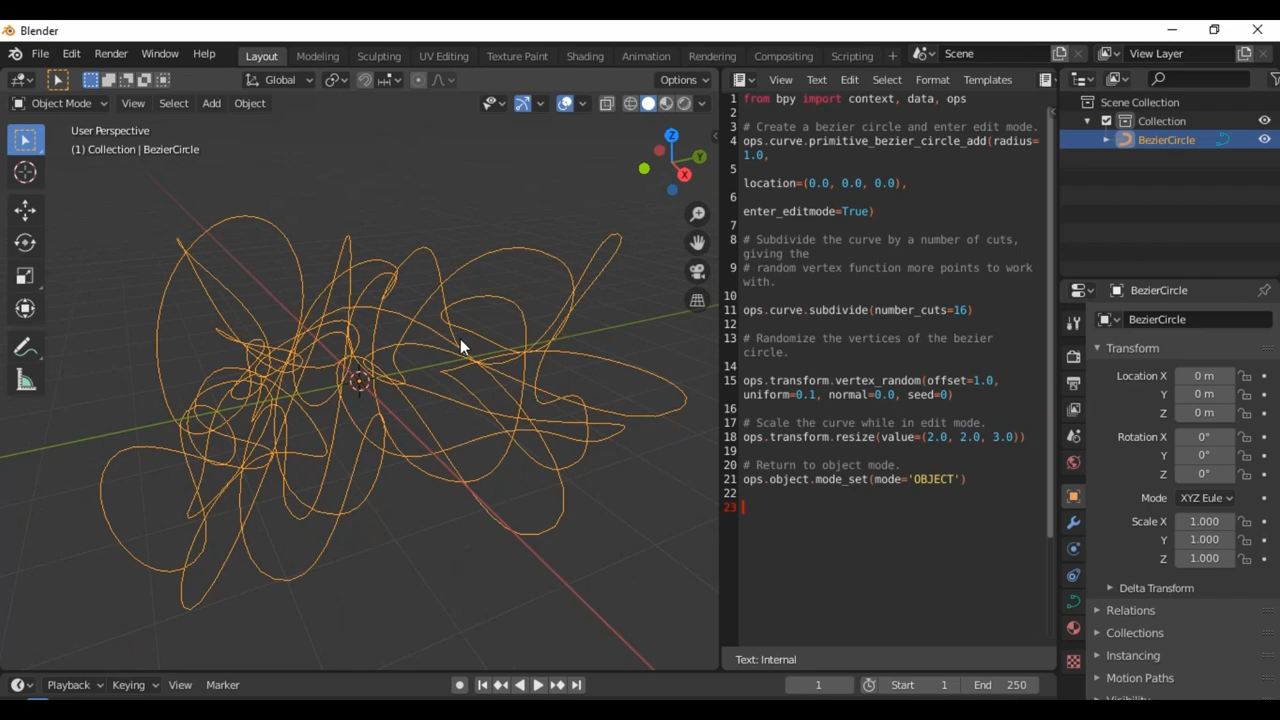 Blender
File Edit Render Window Help
Layout Modeling Sculpting UV Editing Texture Paint Shading Animation Rendering Compositing Scripting + Scene View Layer
Global Options View Text Edit Select Format Templates
Object Mode View Select Add Object
User Perspective
(1) Collection | BezierCircle
Z
Y
X
1 from bpy import context, data, ops
2
3 # Create a bezier circle and enter edit mode.
4 ops.curve.primitive_bezier_circle_add(radius=
1.0,
5
location=(0.0, 0.0, 0.0),
6
enter_editmode=True)
7
8 # Subdivide the curve by a number of cuts,
giving the
9 # random vertex function more points to work
with.
10
11 ops.curve.subdivide(number_cuts=16)
12
13 # Randomize the vertices of the bezier
circle.
14
15 ops.transform.vertex_random(offset=1.0,
uniform=0.1, normal=0.0, seed=0)
16
17 # Scale the curve while in edit mode.
18 ops.transform.resize(value=(2.0, 2.0, 3.0))
19
20 # Return to object mode.
21 ops.object.mode_set(mode='OBJECT')
22
23
Text: Internal
Scene Collection
Collection
BezierCircle
BezierCircle
BezierCircle
Transform
Location X 0 m
Y 0 m
Z 0 m
Rotation X 0°
Y 0°
Z 0°
Mode XYZ Eule
Scale X 1.000
Y 1.000
Z 1.000
Delta Transform
Relations
Collections
Instancing
Motion Paths
Visibility
Playback Keying View Marker 1 Start 1 End 250